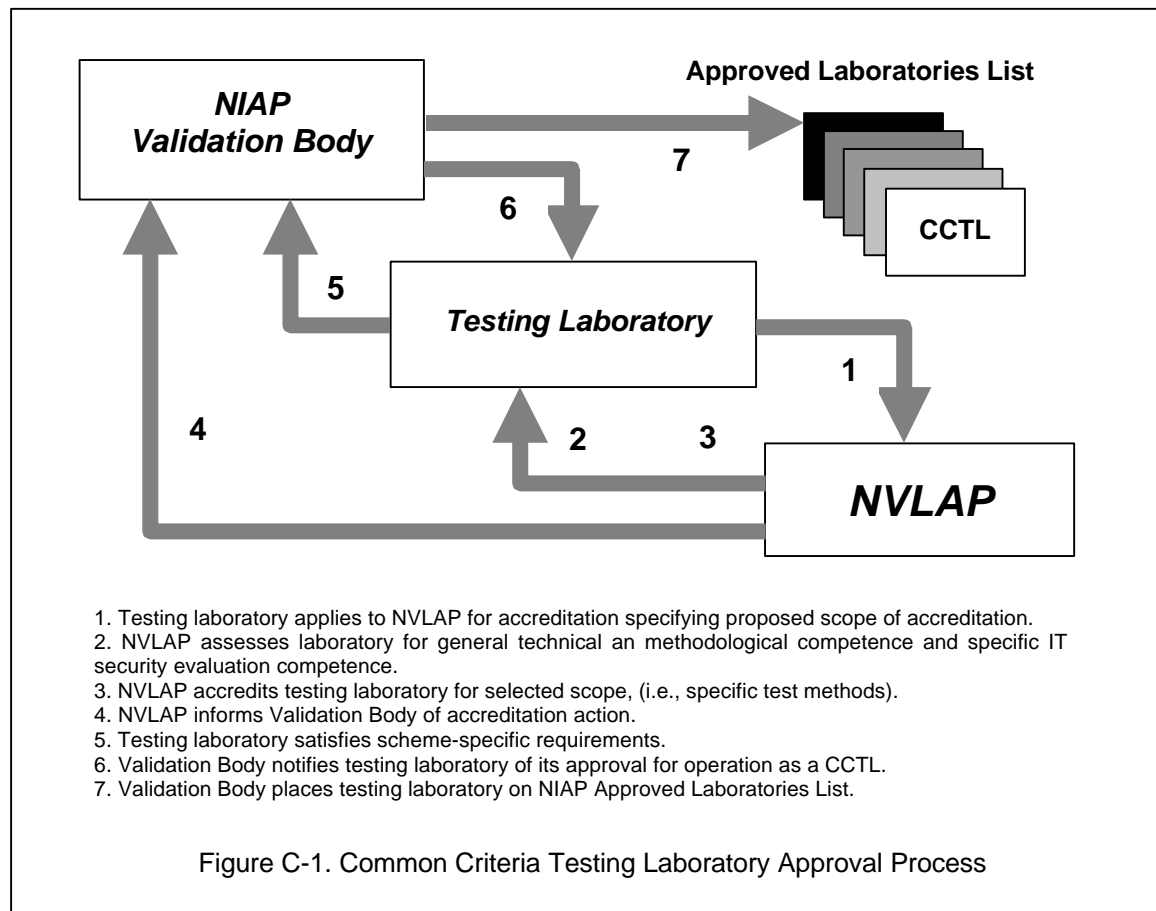 Approved Laboratories List
NIAP
Validation Body
7
6
CCTL
5
Testing Laboratory
1
4
2
3
NVLAP
1. Testing laboratory applies to NVLAP for accreditation specifying proposed scope of accreditation.
2. NVLAP assesses laboratory for general technical an methodological competence and specific IT
security evaluation competence.
3. NVLAP accredits testing laboratory for selected scope, (i.e., specific test methods).
4. NVLAP informs Validation Body of accreditation action.
5. Testing laboratory satisfies scheme-specific requirements.
6. Validation Body notifies testing laboratory of its approval for operation as a CCTL.
7. Validation Body places testing laboratory on NIAP Approved Laboratories List.
Figure C-1. Common Criteria Testing Laboratory Approval Process